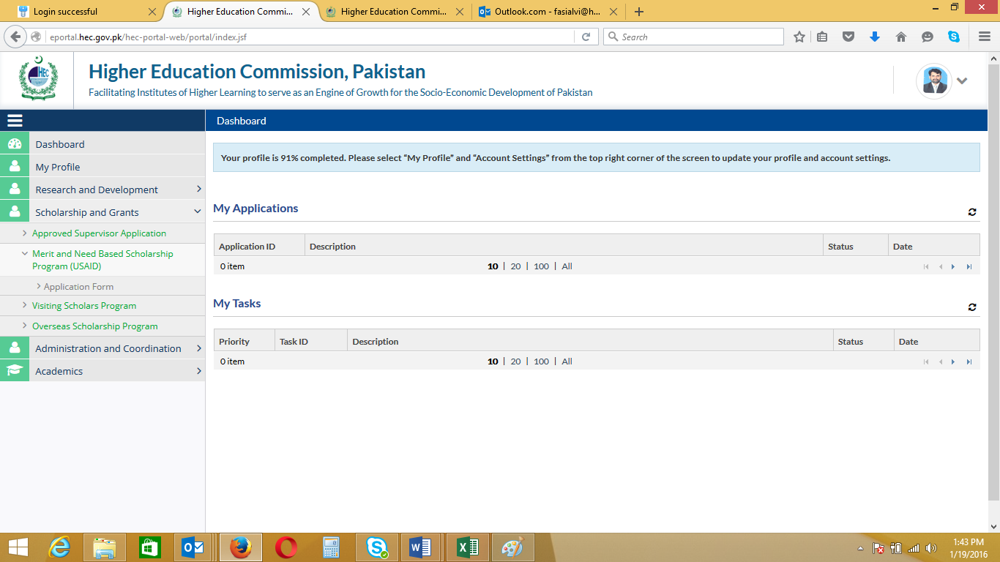 Login successful
Higher Education Commi...
Higher Education Commi...
Outlook.com - fasialvi@h...
eportal.hec.gov.pk/hec-portal-web/portal/index.jsf
Search
HEC
Higher Education Commission, Pakistan
Facilitating Institutes of Higher Learning to serve as an Engine of Growth for the Socio-Economic Development of Pakistan
Dashboard
Dashboard
My Profile
Research and Development
Scholarship and Grants
Approved Supervisor Application
Merit and Need Based Scholarship
Program (USAID)
Application Form
Visiting Scholars Program
Overseas Scholarship Program
Administration and Coordination
Academics
Your profile is 91% completed. Please select “My Profile” and “Account Settings” from the top right corner of the screen to update your profile and account settings.
My Applications
Application ID Description Status Date
0 item 10 | 20 | 100 | All
My Tasks
Priority Task ID Description Status Date
0 item 10 | 20 | 100 | All
1:43 PM
1/19/2016